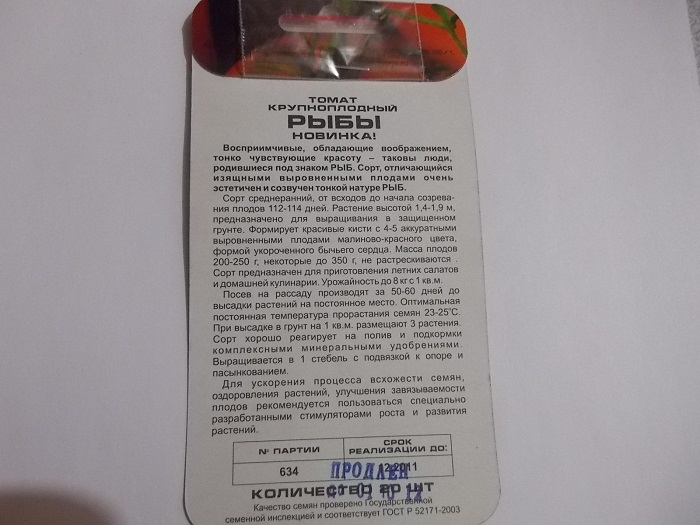 ТОМАТ
КРУПНОПЛОДНЫЙ
РЫБЫ
НОВИНКА!
Восприимчивые, обладающие воображением,
тонко чувствующие красоту – таковы люди,
родившиеся под знаком РЫБ. Сорт, отличающийся
изящными выровненными плодами очень
эстетичен и созвучен тонкой натуре РЫБ.
Сорт среднеранний, от всходов до начала созрева-
ния плодов 112-114 дней. Растение высотой 1,4-1,9 м,
предназначено для выращивания в защищенном
грунте. Формирует красивые кисти с 4-5 аккуратными
выровненными плодами малиново-красного цвета,
формой укороченного бычьего сердца. Масса плодов
200-250 г, некоторые до 350 г, не растрескиваются .
Сорт предназначен для приготовления летних салатов
и домашней кулинарии. Урожайность до 8 кг с 1 кв.м.
Посев на рассаду производят за 50-60 дней до
высадки растений на постоянное место. Оптимальная
постоянная температура прорастания семян 23-25°С.
При высадке в грунт на 1 кв.м. размещают 3 растения.
Сорт хорошо реагирует на полив и подкормки
комплексными минеральными удобрениями.
Выращивается в 1 стебель с подвязкой к опоре и
пасынкованием.
Для ускорения процесса всхожести семян,
оздоровления растений, улучшения завязываемости
плодов рекомендуется пользоваться специально
разработанными стимуляторами роста и развития
растений.
№ ПАРТИИ
СРОК
РЕАЛИЗАЦИИ ДО:
634
12.2011
ПРОДЛЕН
КОЛИЧЕСТВО 20 ШТ
Качество семян проверено Государственной
семенной инспекцией и соответствует ГОСТ Р 52171-2003